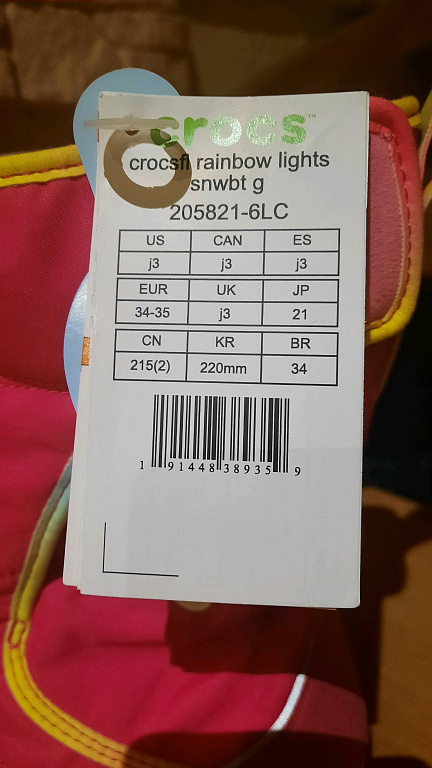 crocs™
crocsfl rainbow lights
snwbt g
205821-6LC
US CAN ES
j3 j3 j3
EUR UK JP
34-35 j3 21
CN KR BR
215(2) 220mm 34
1 91448 38935 9